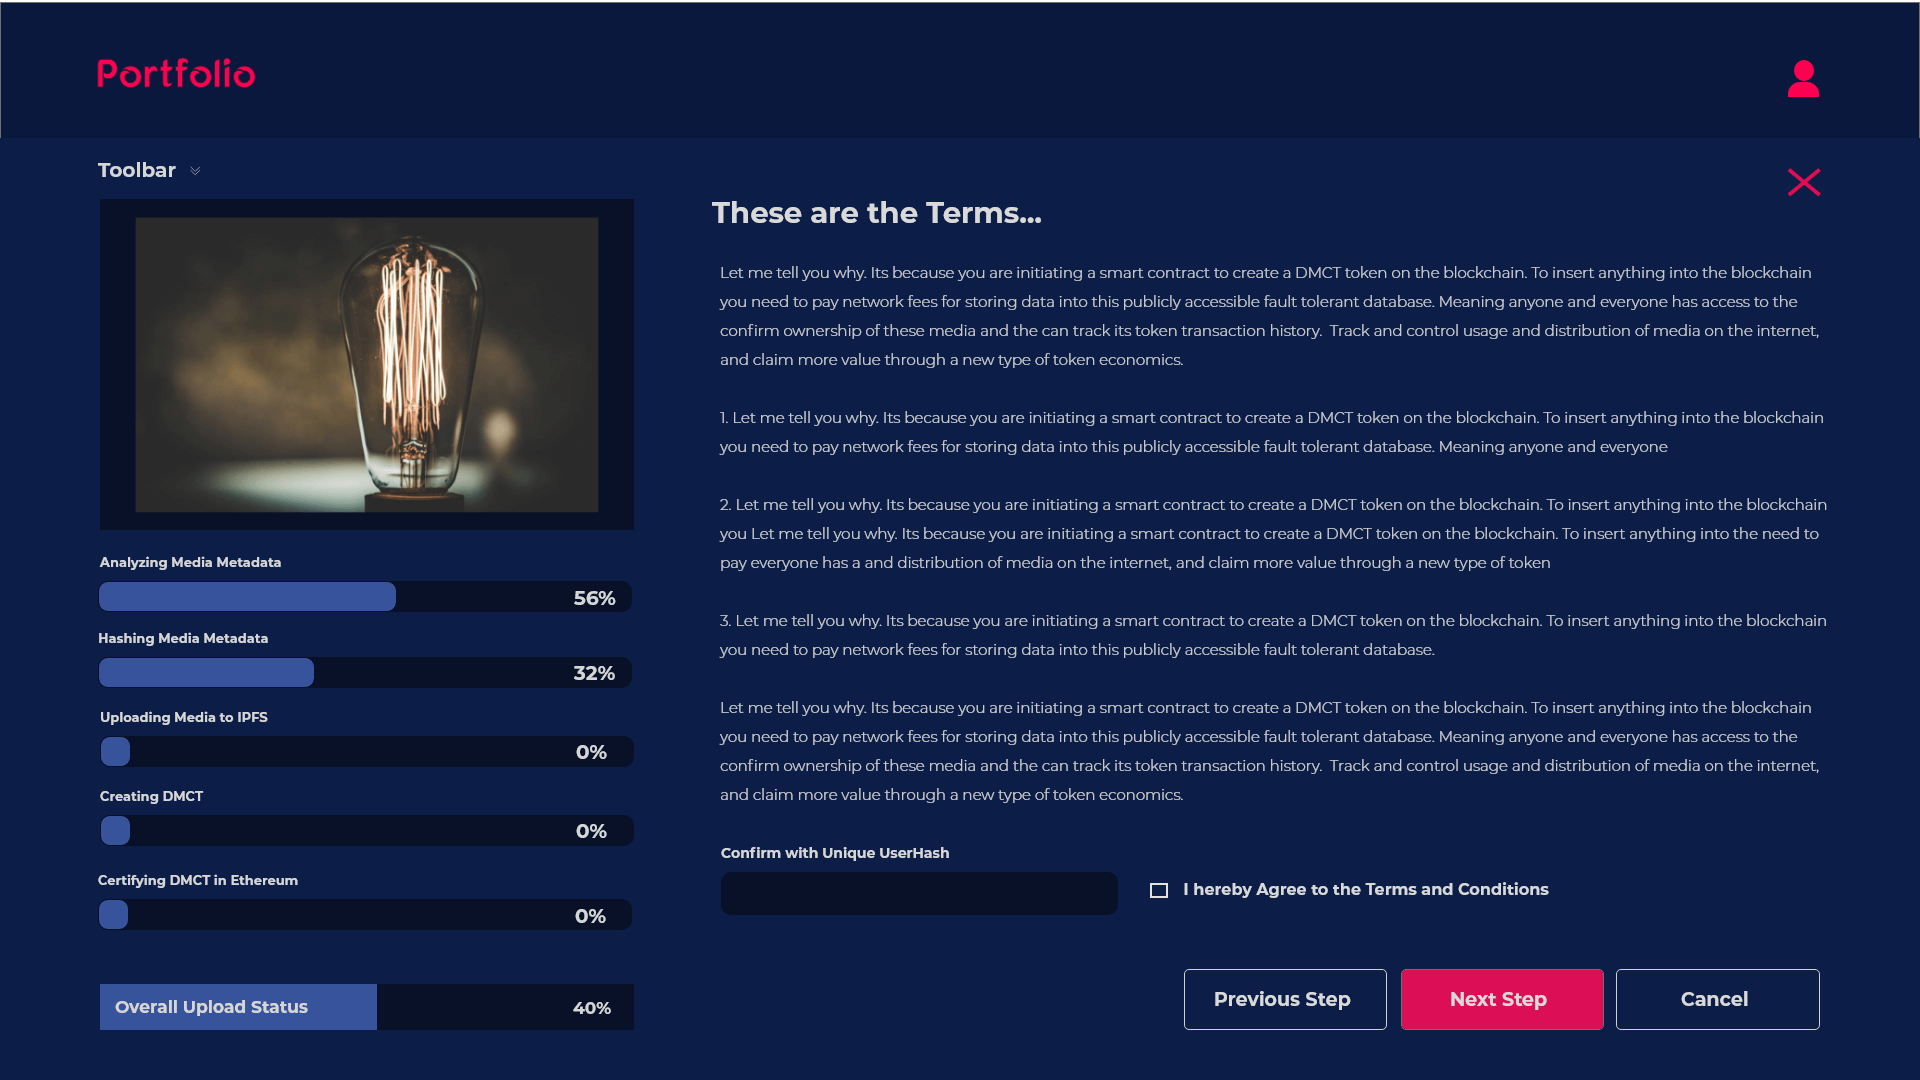 Portfolio
Toolbar
These are the Terms...
Let me tell you why. Its because you are initiating a smart contract to create a DMCT token on the blockchain. To insert anything into the blockchain
you need to pay network fees for storing data into this publicly accessible fault tolerant database. Meaning anyone and everyone has access to the
confirm ownership of these media and the can track its token transaction history.  Track and control usage and distribution of media on the internet,
and claim more value through a new type of token economics.
1. Let me tell you why. Its because you are initiating a smart contract to create a DMCT token on the blockchain. To insert anything into the blockchain
you need to pay network fees for storing data into this publicly accessible fault tolerant database. Meaning anyone and everyone
2. Let me tell you why. Its because you are initiating a smart contract to create a DMCT token on the blockchain. To insert anything into the blockchain
you Let me tell you why. Its because you are initiating a smart contract to create a DMCT token on the blockchain. To insert anything into the need to
pay everyone has a and distribution of media on the internet, and claim more value through a new type of token
3. Let me tell you why. Its because you are initiating a smart contract to create a DMCT token on the blockchain. To insert anything into the blockchain
you need to pay network fees for storing data into this publicly accessible fault tolerant database.
Let me tell you why. Its because you are initiating a smart contract to create a DMCT token on the blockchain. To insert anything into the blockchain
you need to pay network fees for storing data into this publicly accessible fault tolerant database. Meaning anyone and everyone has access to the
confirm ownership of these media and the can track its token transaction history.  Track and control usage and distribution of media on the internet,
and claim more value through a new type of token economics.
Analyzing Media Metadata
56%
Hashing Media Metadata
32%
Uploading Media to IPFS
0%
Creating DMCT
0%
Certifying DMCT in Ethereum
0%
Overall Upload Status 40%
Confirm with Unique UserHash
I hereby Agree to the Terms and Conditions
Previous Step
Next Step
Cancel